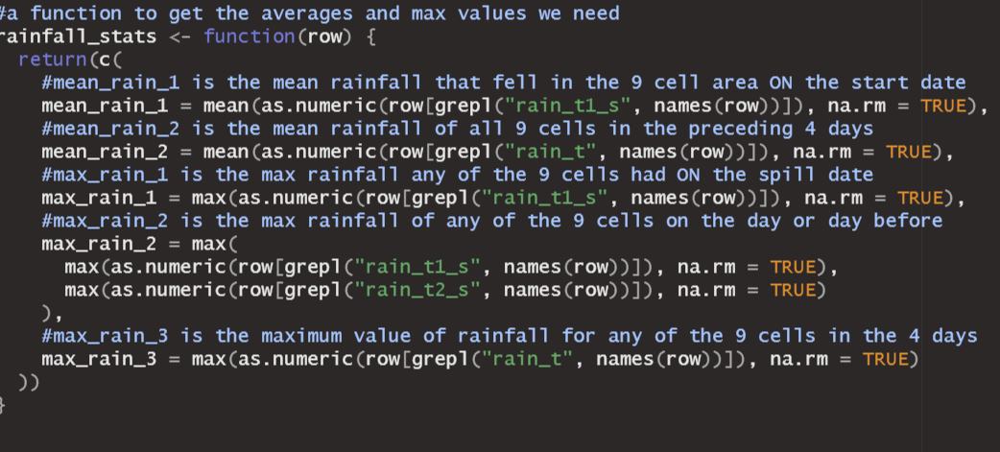 #a function to get the averages and max values we need
rainfall_stats <- function(row) {
return(c(
#mean_rain_1 is the mean rainfall that fell in the 9 cell area ON the start date
mean_rain_1 = mean(as.numeric(row[grepl("rain_t1_s", names(row))]), na.rm = TRUE),
#mean_rain_2 is the mean rainfall of all 9 cells in the preceding 4 days
mean_rain_2 = mean(as.numeric(row[grepl("rain_t", names(row))]), na.rm = TRUE),
#max_rain_1 is the max rainfall any of the 9 cells had ON the spill date
max_rain_1 = max(as.numeric(row[grepl("rain_t1_s", names(row))]), na.rm = TRUE),
#max_rain_2 is the max rainfall of any of the 9 cells on the day or day before
max_rain_2 = max(
max(as.numeric(row[grepl("rain_t1_s", names(row))]), na.rm = TRUE),
max(as.numeric(row[grepl("rain_t2_s", names(row))]), na.rm = TRUE)
),
#max_rain_3 is the maximum value of rainfall for any of the 9 cells in the 4 days
max_rain_3 = max(as.numeric(row[grepl("rain_t", names(row))]), na.rm = TRUE)
))
}